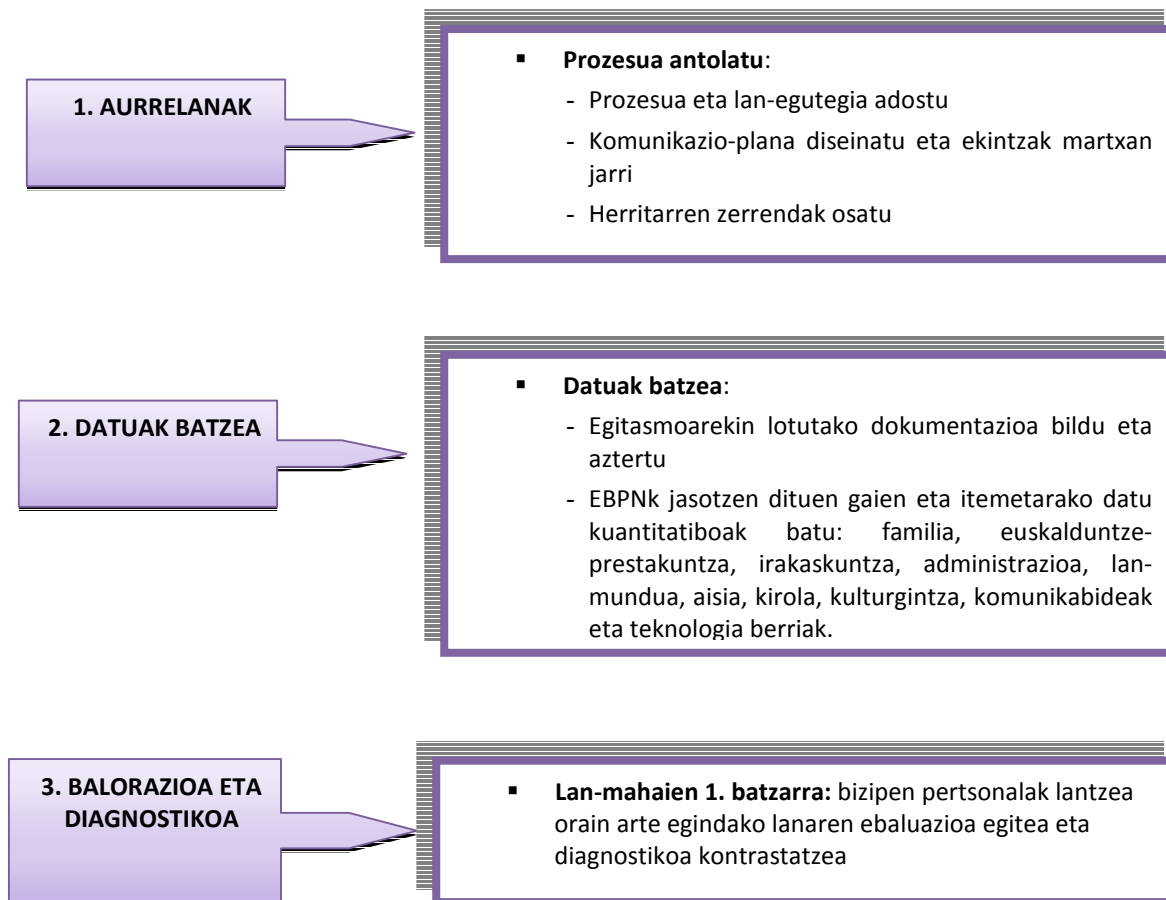 1. AURRELANAK
▪ Prozesua antolatu:
- Prozesua eta lan-egutegia adostu
- Komunikazio-plana diseinatu eta ekintzak martxan
jarri
- Herritarren zerrendak osatu
2. DATUAK BATZEA
▪ Datuak batzea:
- Egitasmoarekin lotutako dokumentazioa bildu eta
aztertu
- EBPNk jasotzen dituen gaien eta itemetarako datu
kuantitatiboak batu: familia, euskalduntze-
prestakuntza, irakaskuntza, administrazioa, lan-
mundua, aisia, kirola, kulturgintza, komunikabideak
eta teknologia berriak.
3. BALORAZIOA ETA
DIAGNOSTIKOA
▪ Lan-mahaien 1. batzarra: bizipen pertsonalak lantzea
orain arte egindako lanaren ebaluazioa egitea eta
diagnostikoa kontrastatzea